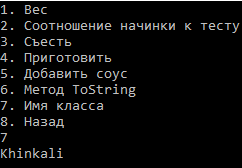 1. Вес
2. Соотношение начинки к тесту
3. Съесть
4. Приготовить
5. Добавить соус
6. Метод ToString
7. Имя класса
8. Назад
7
Khinkali